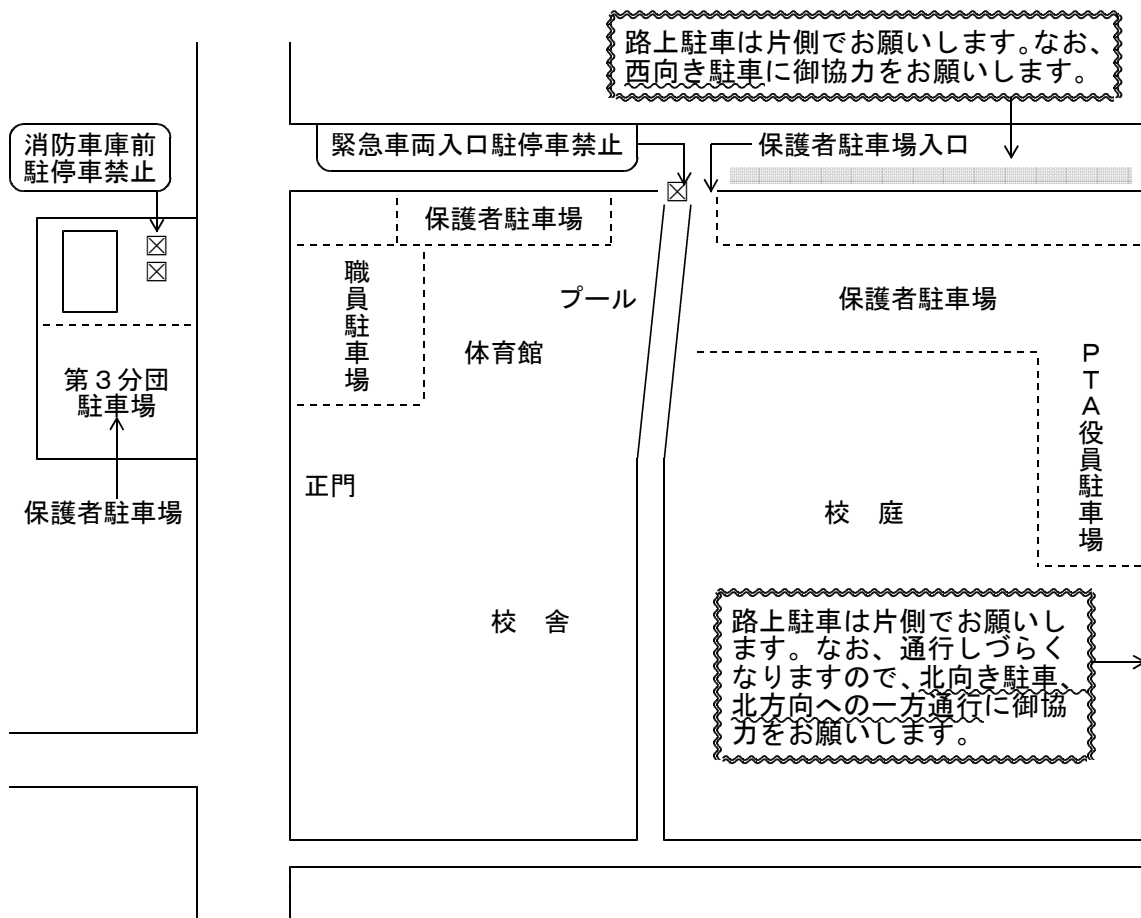 路上駐車は片側でお願いします。なお、
西向き駐車に御協力をお願いします。
消防車庫前
駐停車禁止
緊急車両入口駐停車禁止
保護者駐車場入口
保護者駐車場
職員駐車場
プール
保護者駐車場
体育館
第3分団
駐車場
PTA役員駐車場
正門
保護者駐車場
校　庭
校　舎
路上駐車は片側でお願いし
ます。なお、通行しづらく
なりますので、北向き駐車、
北方向への一方通行に御協
力をお願いします。